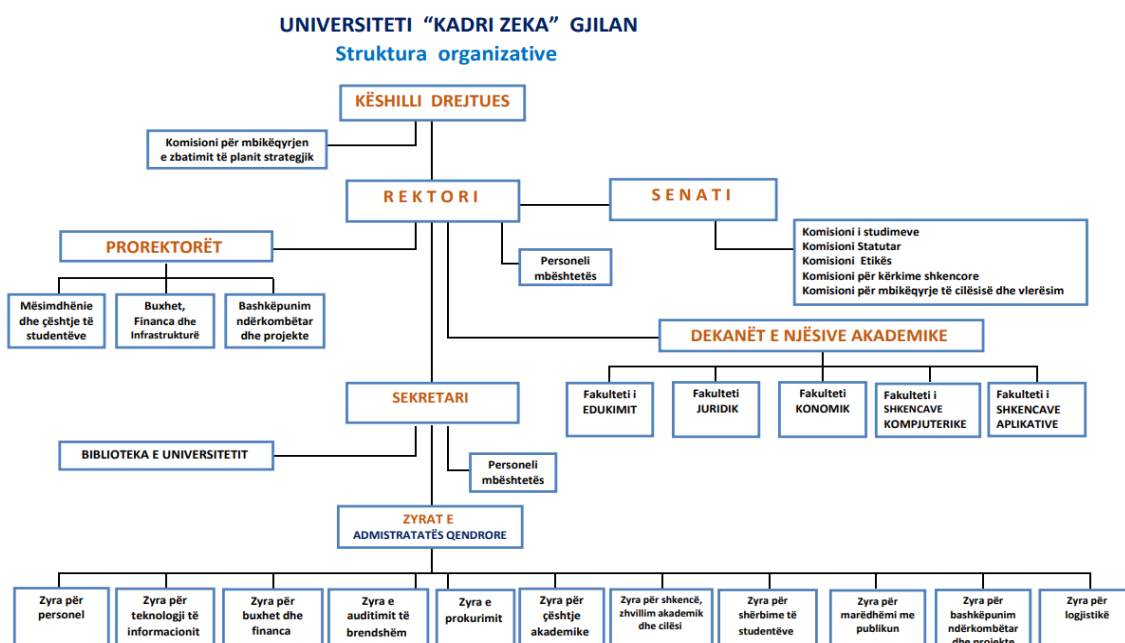 UNIVERSITETI “KADRI ZEKA” GJILAN
Struktura organizative
KËSHILLI DREJTUES
Komisioni për mbikëqyrjen
e zbatimit të planit strategjik
REKTORI
SENATI
Komisioni i studimeve
Komisioni Statutar
Komisioni Etikës
Komisioni për kërkime shkencore
Komisioni për mbikëqyrje të cilësisë dhe vlerësim
PROREKTORËT
Personeli
mbështetës
Mësimdhënie
dhe çështje të
studentëve
Buxhet,
Financa dhe
Infrastrukturë
Bashkëpunim
ndërkombëtar
dhe projekte
DEKANËT E NJËSIVE AKADEMIKE
Fakulteti i
EDUKIMIT
Fakulteti
JURIDIK
Fakulteti
KONOMIK
Fakulteti i
SHKENCAVE
KOMPJUTERIKE
Fakulteti i
SHKENCAVE
APLIKATIVE
SEKRETARI
BIBLIOTEKA E UNIVERSITETIT
Personeli
mbështetës
ZYRAT E
ADMISTRATATËS QENDRORE
Zyra për
personel
Zyra për
teknologji të
informacionit
Zyra për
buxhet dhe
financa
Zyra e
auditimit të
brendshëm
Zyra e
prokurimit
Zyra për
çështje
akademike
Zyra për shkencë,
zhvillim akademik
dhe cilësi
Zyra për
shërbime të
studentëve
Zyra për
marëdhëni me
publikun
Zyra për
bashkëpunim
ndërkombëtar
dhe projekte
Zyra për
logjistikë